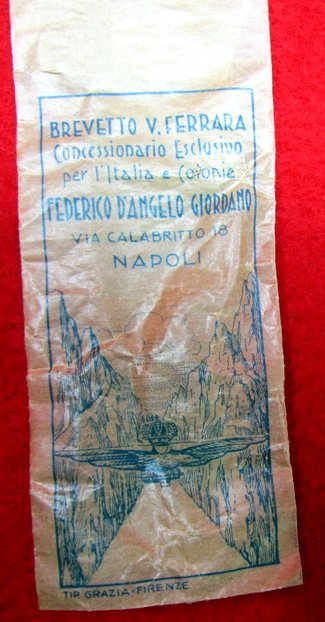 BREVETTO V. FERRARA
Concessionario Esclusivo
per l'Italia e Colonie
FEDERICO D'ANGELO GIORDANO
VIA CALABRITTO 18
NAPOLI
TIP. GRAZIA-FIRENZE